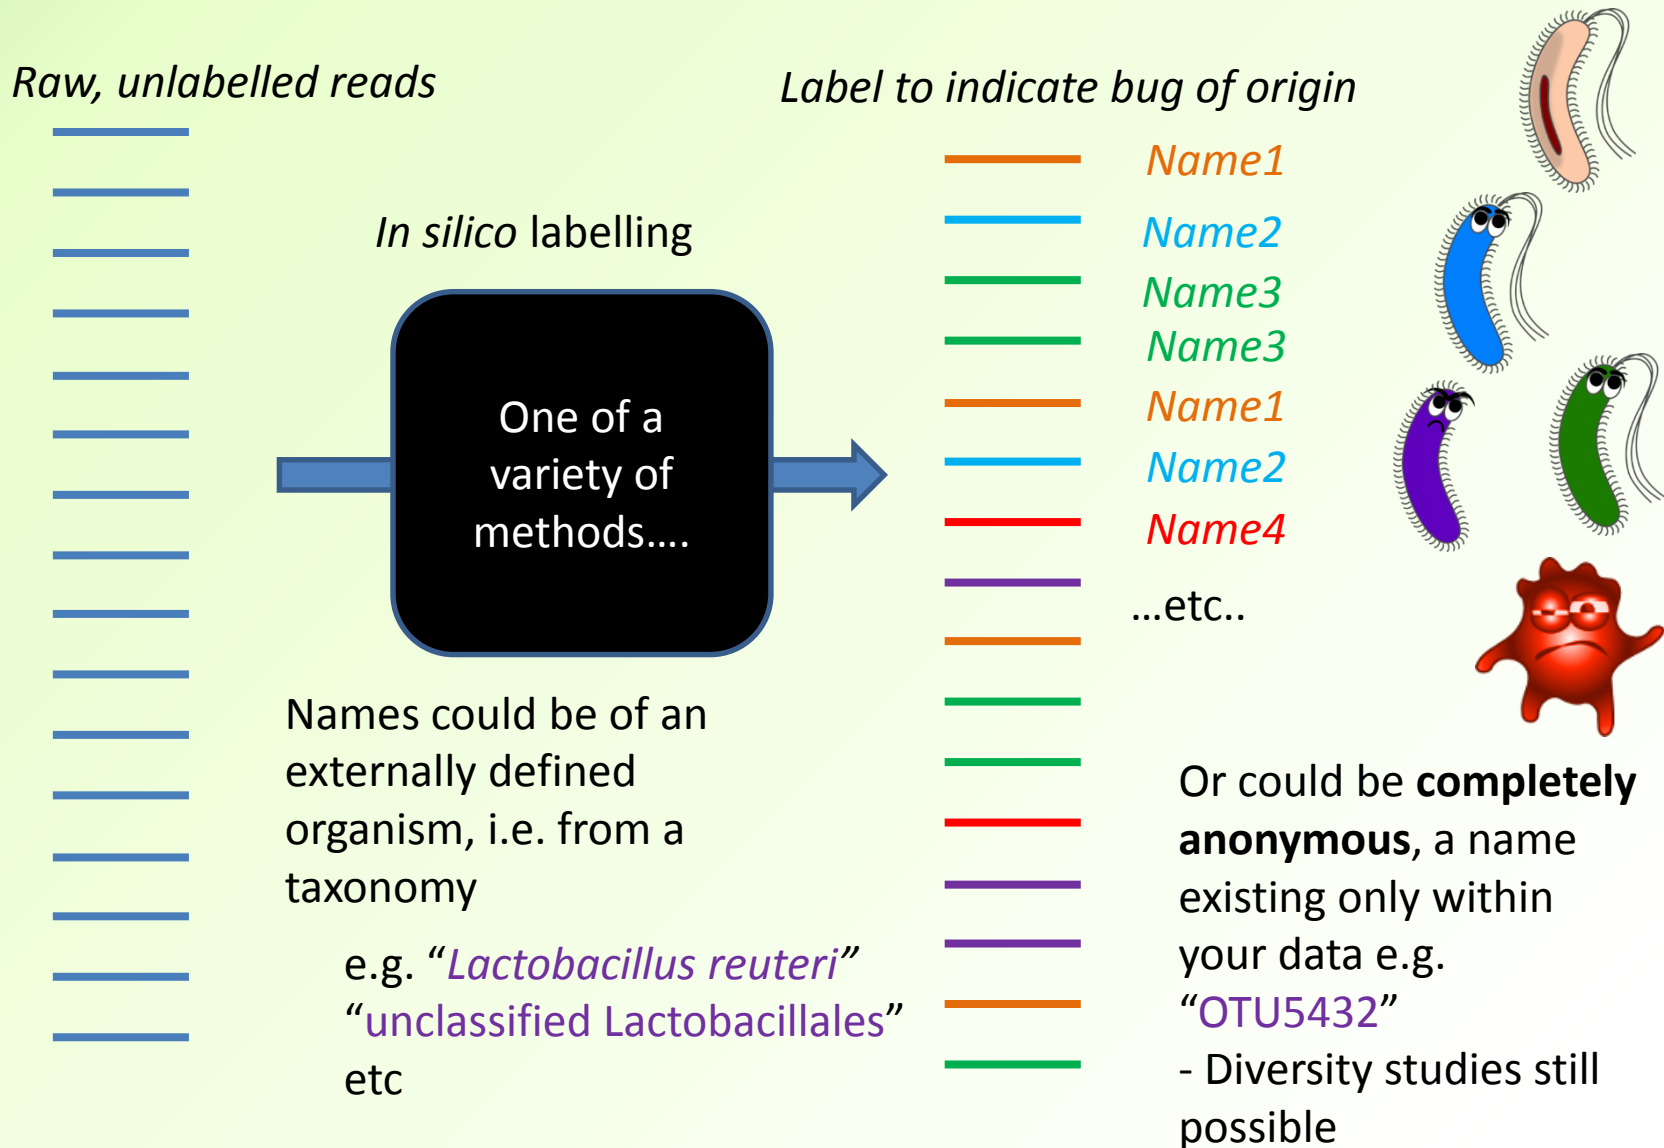 Raw, unlabelled reads
Label to indicate bug of origin
In silico labelling
One of a
variety of
methods....
Names could be of an
externally defined
organism, i.e. from a
taxonomy
e.g. “Lactobacillus reuteri”
“unclassified Lactobacillales”
etc
Name1
Name2
Name3
Name3
Name1
Name2
Name4
...etc..
Or could be completely
anonymous, a name
existing only within
your data e.g.
“OTU5432”
- Diversity studies still
possible